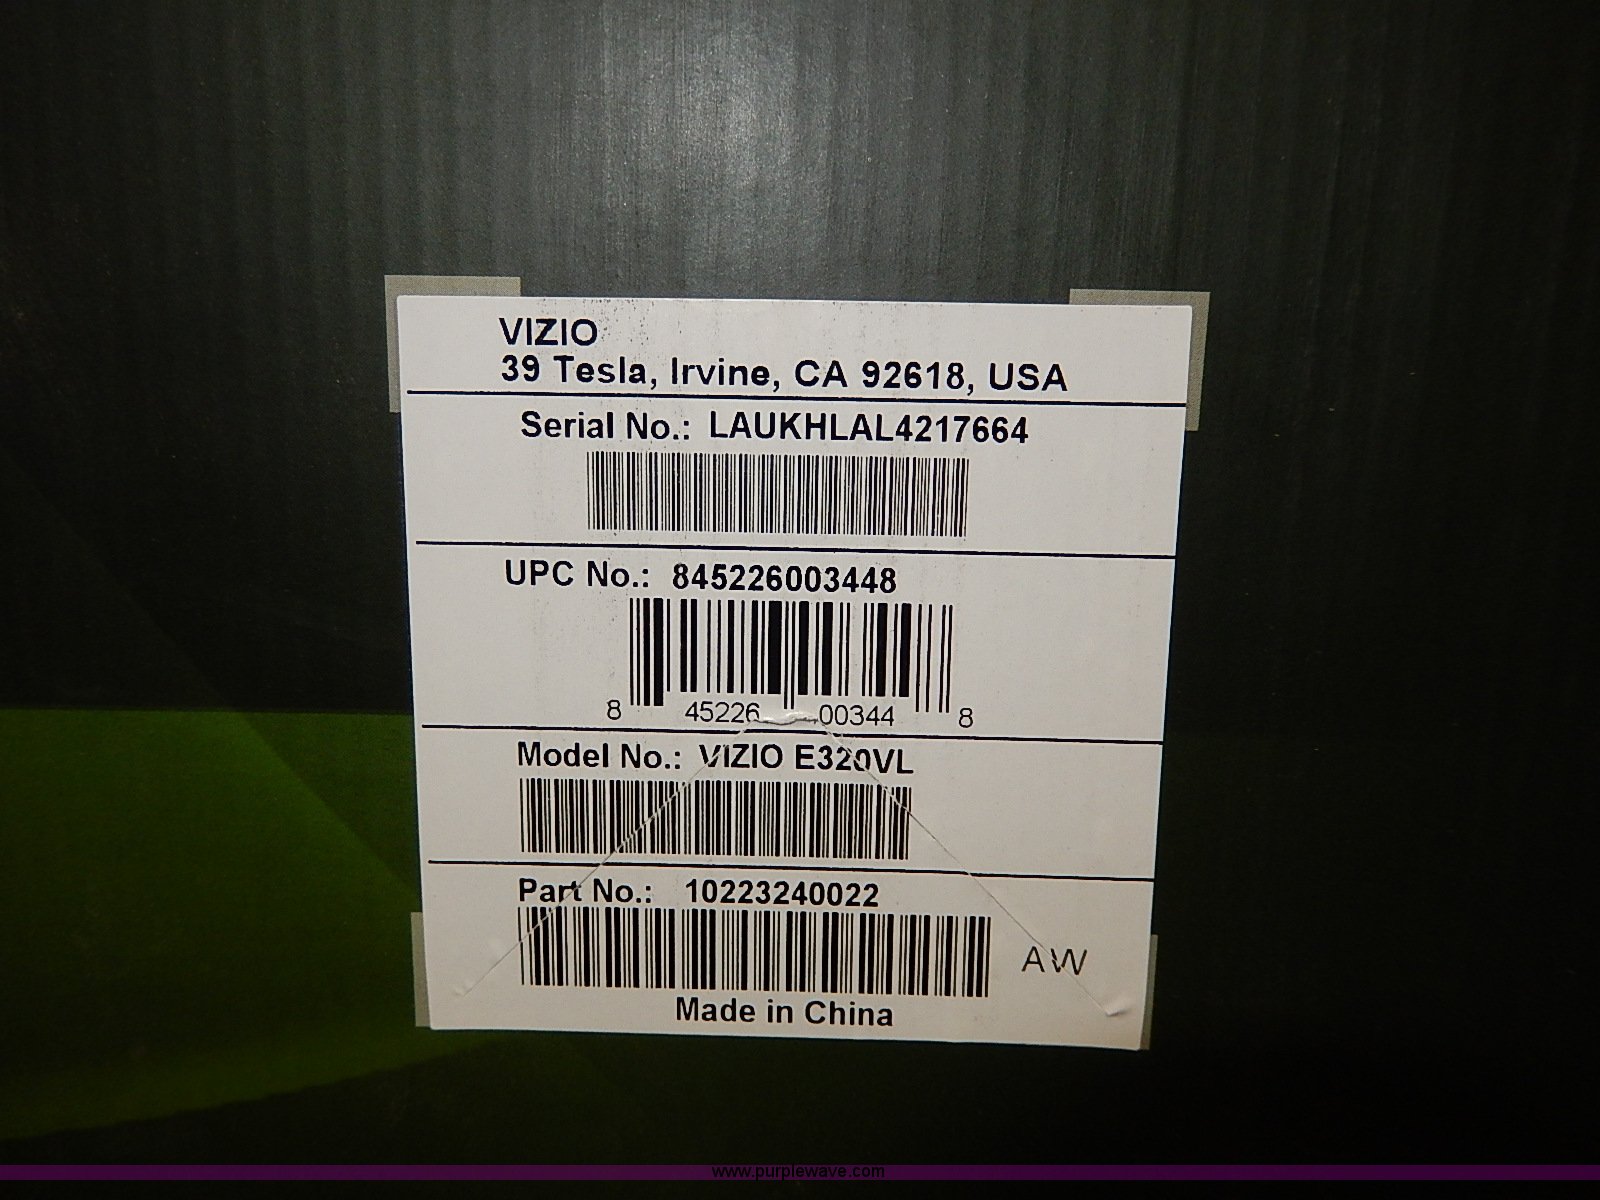 VIZIO
39 Tesla, Irvine, CA 92618, USA
Serial No.: LAUKHLAL4217664
UPC No.: 845226003448
8 45226 00344 8
Model No.: VIZIO E320VL
Part No.: 10223240022
AW
Made in China
www.purplewave.com